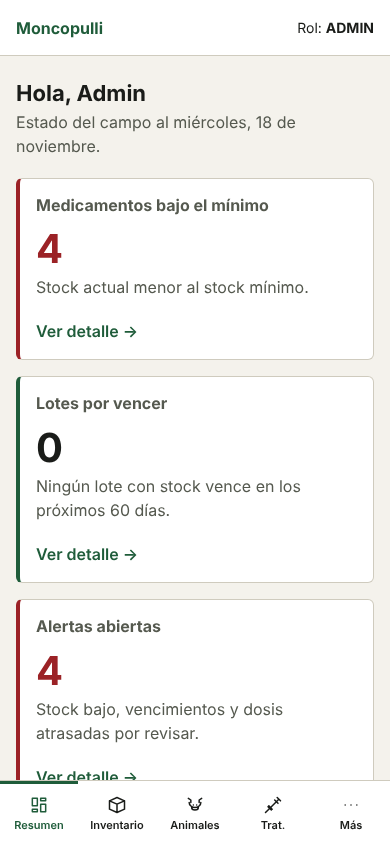 Moncopulli
Rol: ADMIN
Hola, Admin
Estado del campo al miércoles, 18 de
noviembre.
Medicamentos bajo el mínimo
4
Stock actual menor al stock mínimo.
Ver detalle →
Lotes por vencer
0
Ningún lote con stock vence en los
próximos 60 días.
Ver detalle →
Alertas abiertas
4
Stock bajo, vencimientos y dosis
atrasadas por revisar.
Ver detalle →
Resumen
Inventario
Animales
Trat.
Más